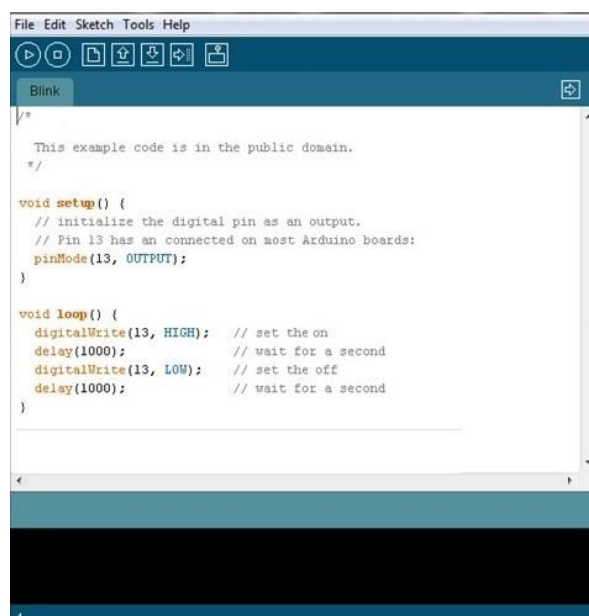 File Edit Sketch Tools Help
Blink
/*
This example code is in the public domain.
*/
void setup() {
// initialize the digital pin as an output.
// Pin 13 has an connected on most Arduino boards:
pinMode(13, OUTPUT);
}
void loop() {
digitalWrite(13, HIGH); // set the on
delay(1000); // wait for a second
digitalWrite(13, LOW); // set the off
delay(1000); // wait for a second
}